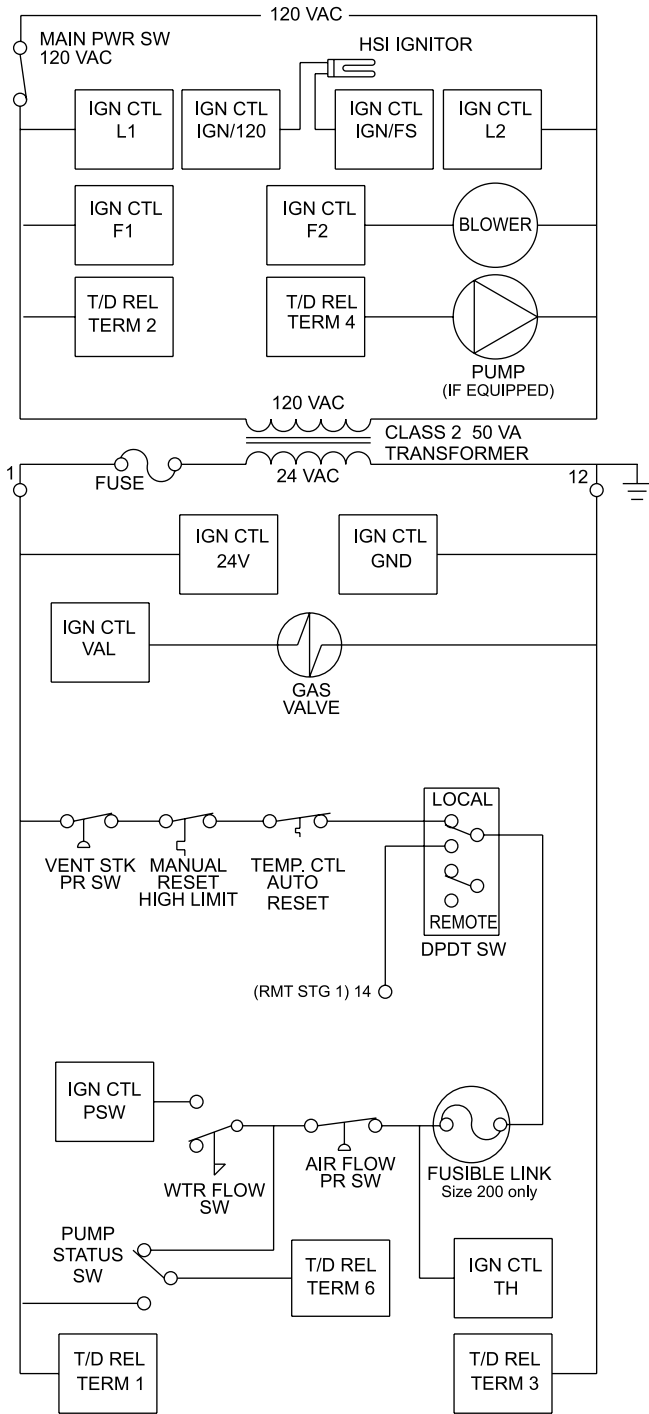 120 VAC
MAIN PWR SW
120 VAC
HSI IGNITOR
IGN CTL
L1
IGN CTL
IGN/120
IGN CTL
IGN/FS
IGN CTL
L2
IGN CTL
F1
IGN CTL
F2
BLOWER
T/D REL
TERM 2
T/D REL
TERM 4
PUMP
(IF EQUIPPED)
120 VAC
CLASS 2 50 VA
TRANSFORMER
24 VAC
1
FUSE
12
IGN CTL
24V
IGN CTL
GND
IGN CTL
VAL
GAS
VALVE
LOCAL
VENT STK
PR SW
MANUAL
RESET
HIGH LIMIT
TEMP. CTL
AUTO
RESET
REMOTE
DPDT SW
(RMT STG 1) 14
IGN CTL
PSW
WTR FLOW
SW
AIR FLOW
PR SW
FUSIBLE LINK
Size 200 only
PUMP
STATUS
SW
T/D REL
TERM 6
IGN CTL
TH
T/D REL
TERM 1
T/D REL
TERM 3